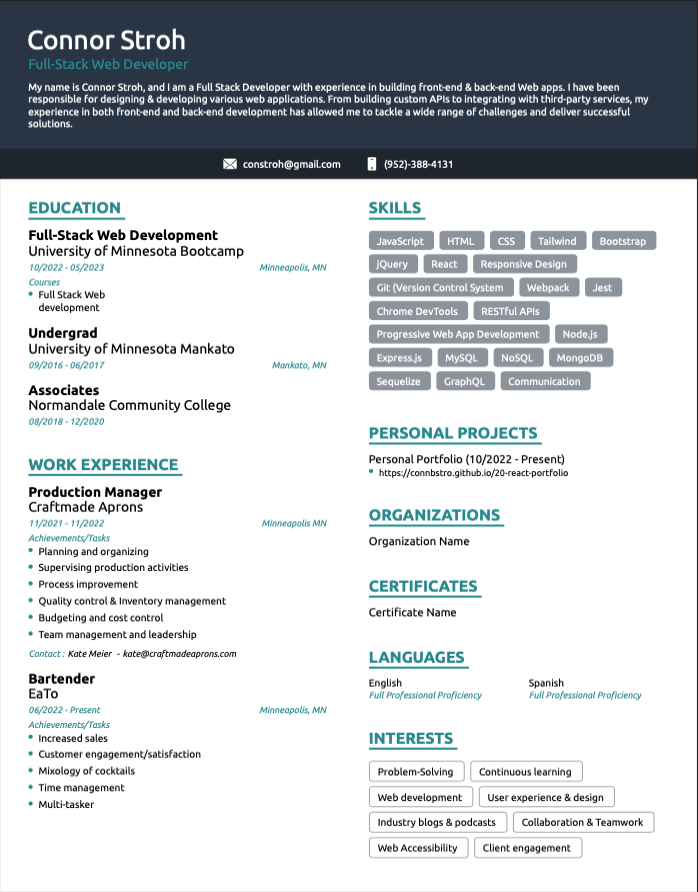 Connor Stroh
Full-Stack Web Developer
My name is Connor Stroh, and I am a Full Stack Developer with experience in building front-end & back-end Web apps. I have been
responsible for designing & developing various web applications. From building custom APIs to integrating with third-party services, my
experience in both front-end and back-end development has allowed me to tackle a wide range of challenges and deliver successful
solutions.
constroh@gmail.com (952)-388-4131
EDUCATION
Full-Stack Web Development
University of Minnesota Bootcamp
10/2022 - 05/2023 Minneapolis, MN
Courses
• Full Stack Web
development
Undergrad
University of Minnesota Mankato
09/2016 - 06/2017 Mankato, MN
Associates
Normandale Community College
08/2018 - 12/2020
WORK EXPERIENCE
Production Manager
Craftmade Aprons
11/2021 - 11/2022 Minneapolis MN
Achievements/Tasks
• Planning and organizing
• Supervising production activities
• Process improvement
• Quality control & Inventory management
• Budgeting and cost control
• Team management and leadership
Contact : Kate Meier - kate@craftmadeaprons.com
Bartender
EaTo
06/2022 - Present Minneapolis, MN
Achievements/Tasks
• Increased sales
• Customer engagement/satisfaction
• Mixology of cocktails
• Time management
• Multi-tasker
SKILLS
JavaScript HTML CSS Tailwind Bootstrap
jQuery React Responsive Design
Git (Version Control System Webpack Jest
Chrome DevTools RESTful APIs
Progressive Web App Development Node.js
Express.js MySQL NoSQL MongoDB
Sequelize GraphQL Communication
PERSONAL PROJECTS
Personal Portfolio (10/2022 - Present)
• https://connbstro.github.io/20-react-portfolio
ORGANIZATIONS
Organization Name
CERTIFICATES
Certificate Name
LANGUAGES
English Spanish
Full Professional Proficiency Full Professional Proficiency
INTERESTS
Problem-Solving Continuous learning
Web development User experience & design
Industry blogs & podcasts Collaboration & Teamwork
Web Accessibility Client engagement